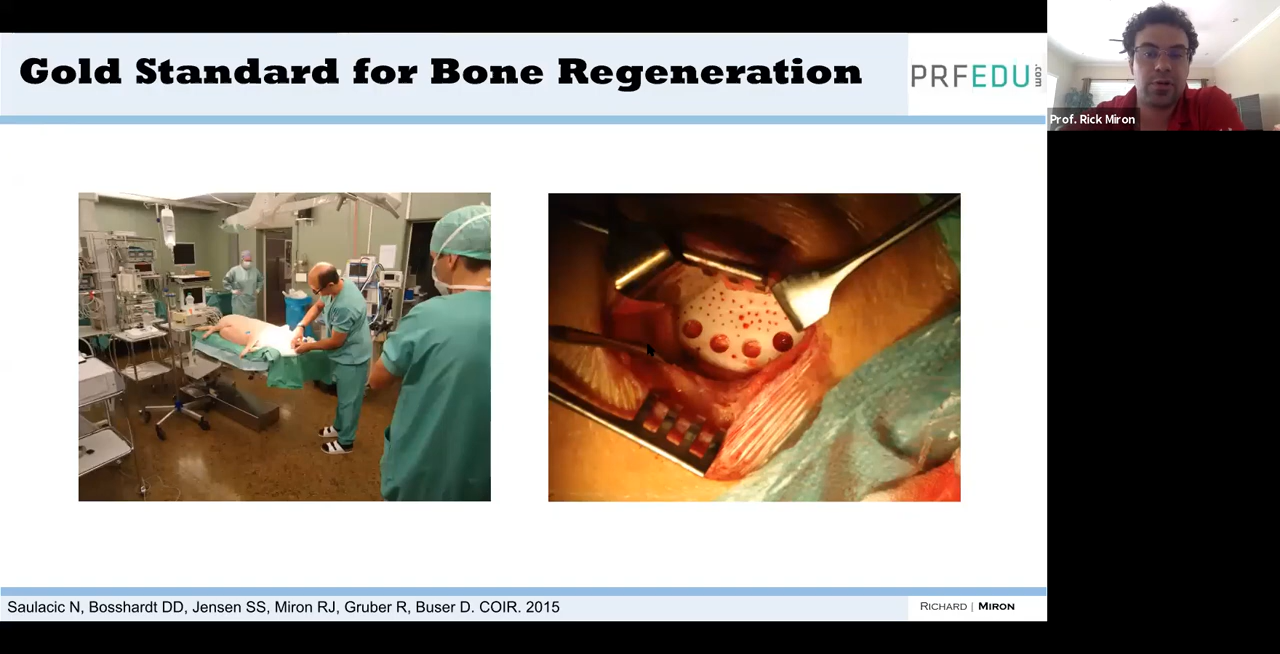 Gold Standard for Bone Regeneration
PRFEDU.com
Prof. Rick Miron
Saulacic N, Bosshardt DD, Jensen SS, Miron RJ, Gruber R, Buser D. COIR. 2015
RICHARD | MIRON